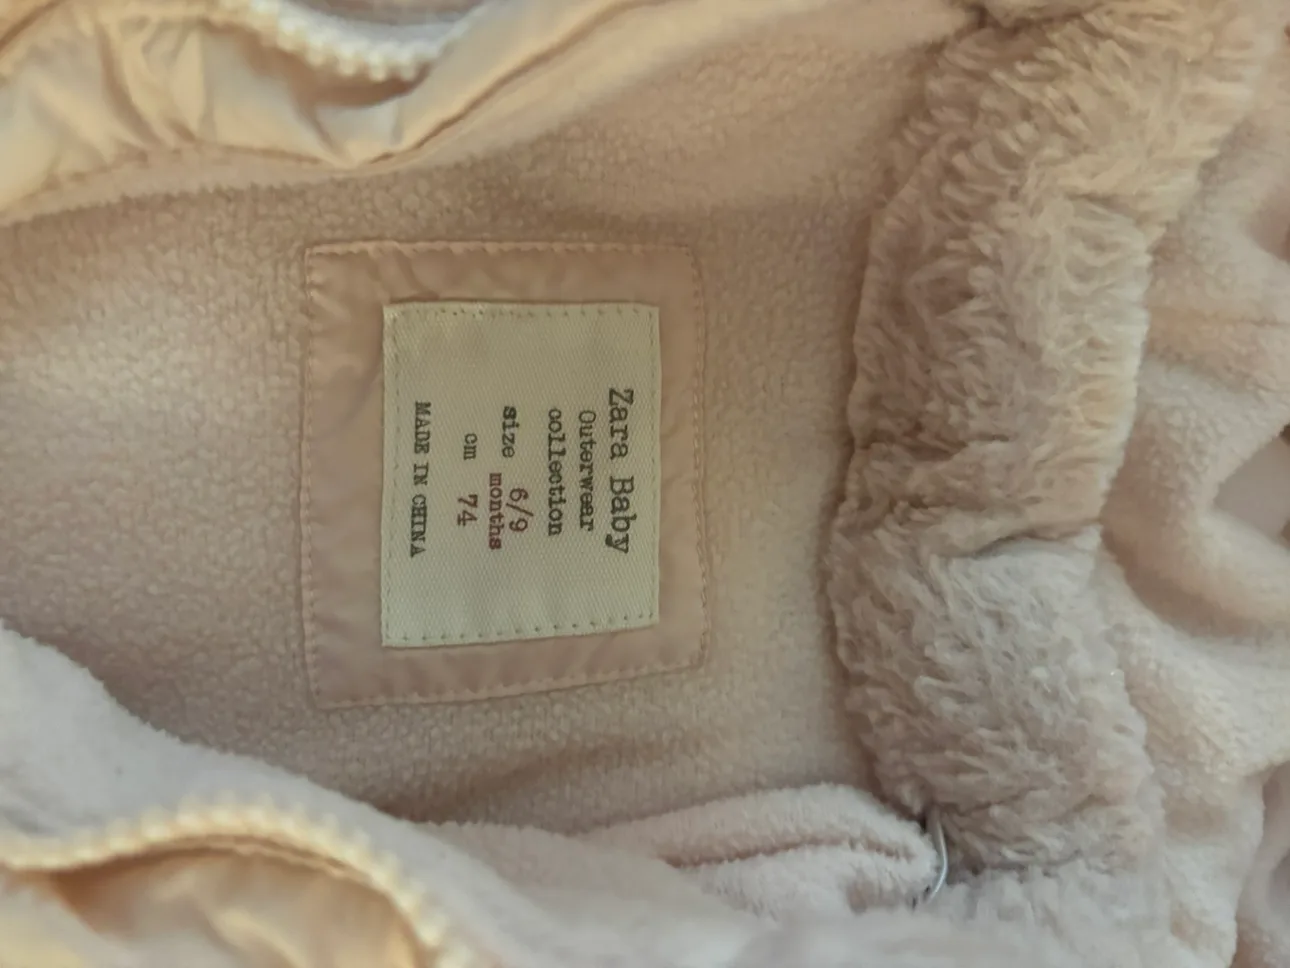 Zara Baby
Outerwear
collection
size 6/9
months
cm 74
MADE IN CHINA